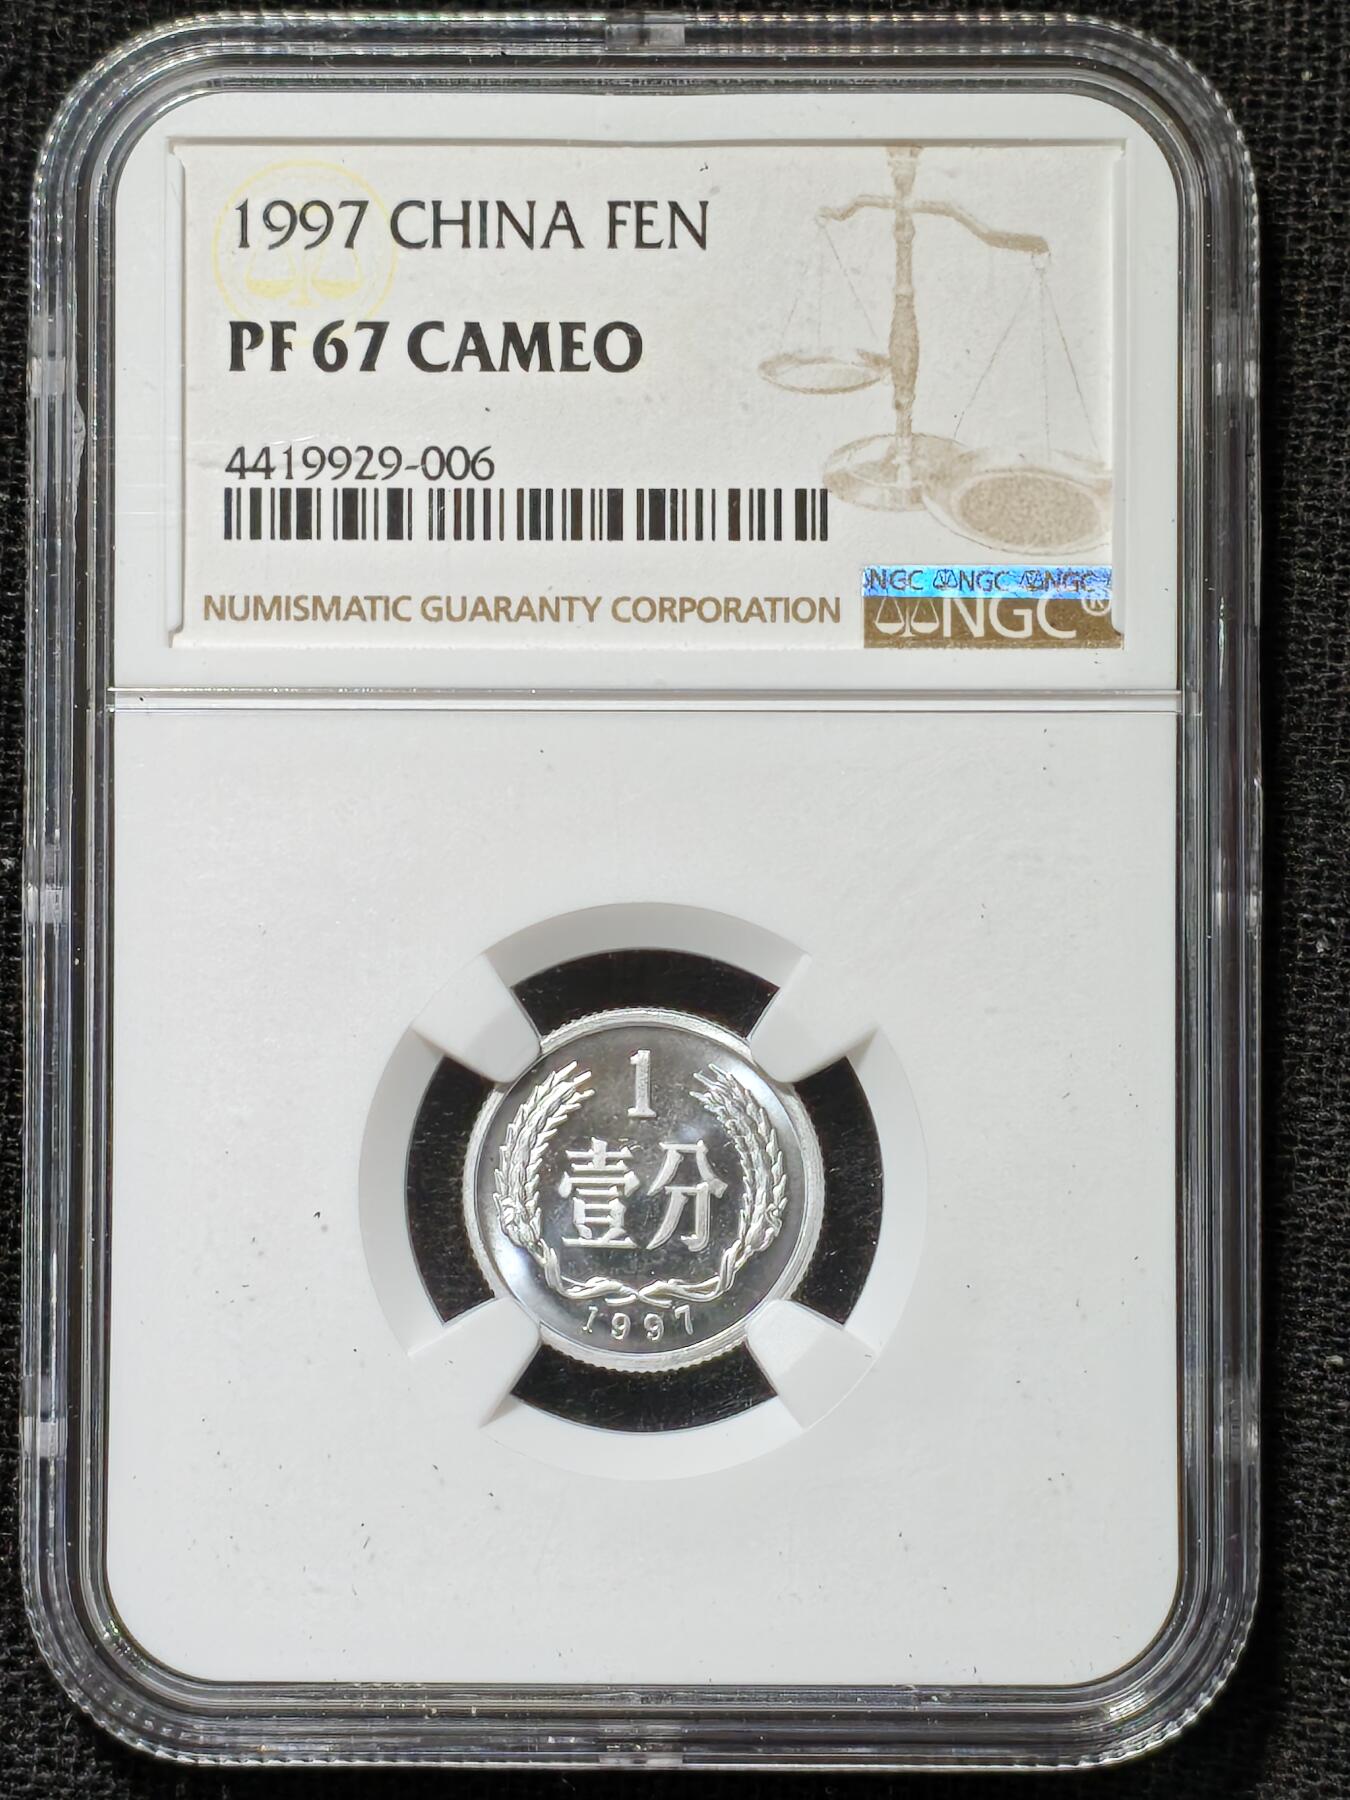 1997 CHINA FEN
PF 67 CAMEO
4419929-006
NUMISMATIC GUARANTY CORPORATION
NGC NGC NGC
NGC®
1
壹分
1997